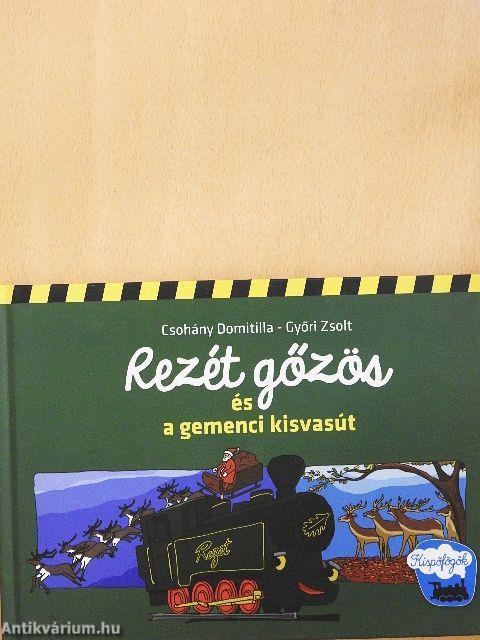 Csohány Domitilla - Győri Zsolt
Rezét gőzös
és
a gemenci kisvasút
Rezét
Kispöfögők
Antikvárium.hu